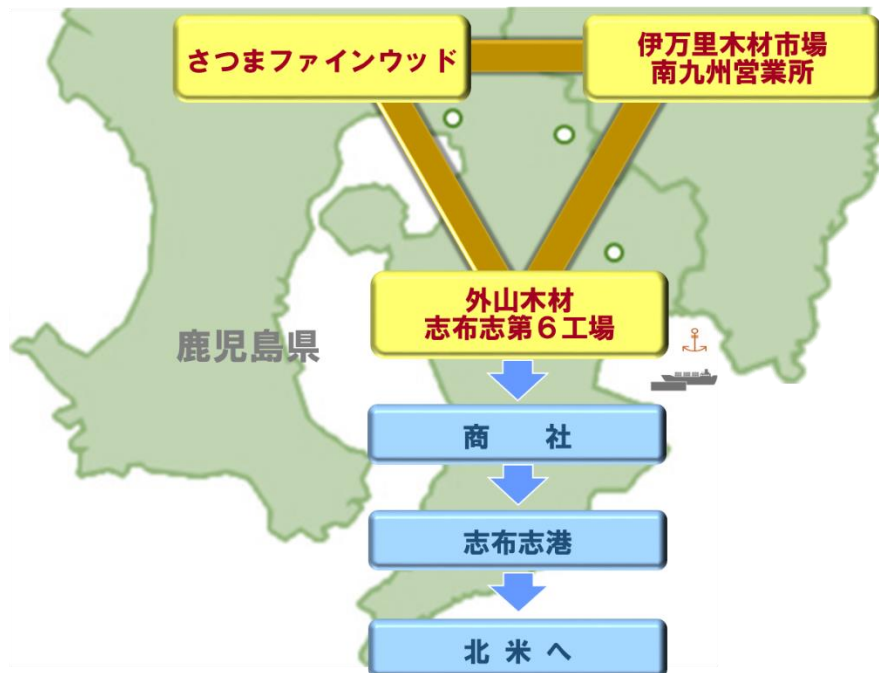 さつまファインウッド
伊万里木材市場
南九州営業所
外山木材
志布志第6工場
鹿児島県
商　社
志布志港
北米へ